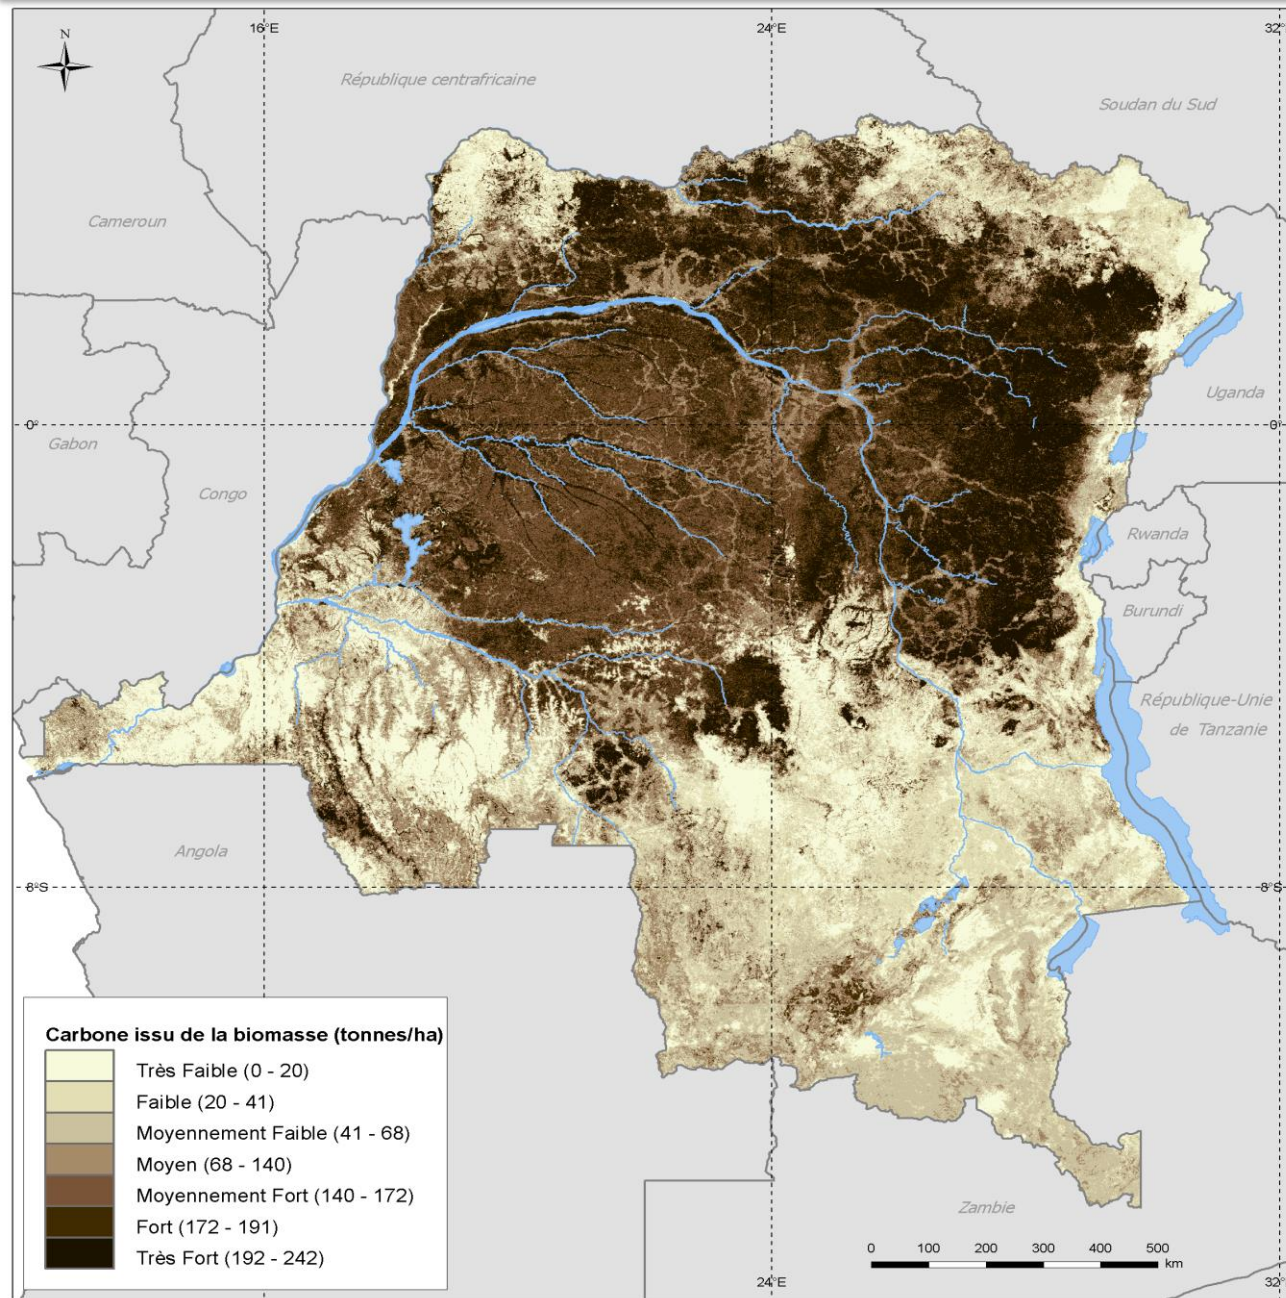 N
16°E
24°E
32°
République centrafricaine
Soudan du Sud
Cameroun
Uganda
0°
0°
Gabon
Congo
Rwanda
Burundi
République-Unie
de Tanzanie
Angola
8°S
8°S
Carbone issu de la biomasse (tonnes/ha)
Très Faible (0 - 20)
Faible (20 - 41)
Moyennement Faible (41 - 68)
Moyen (68 - 140)
Moyennement Fort (140 - 172)
Fort (172 - 191)
Très Fort (192 - 242)
Zambie
0 100 200 300 400 500
km
24°E
32